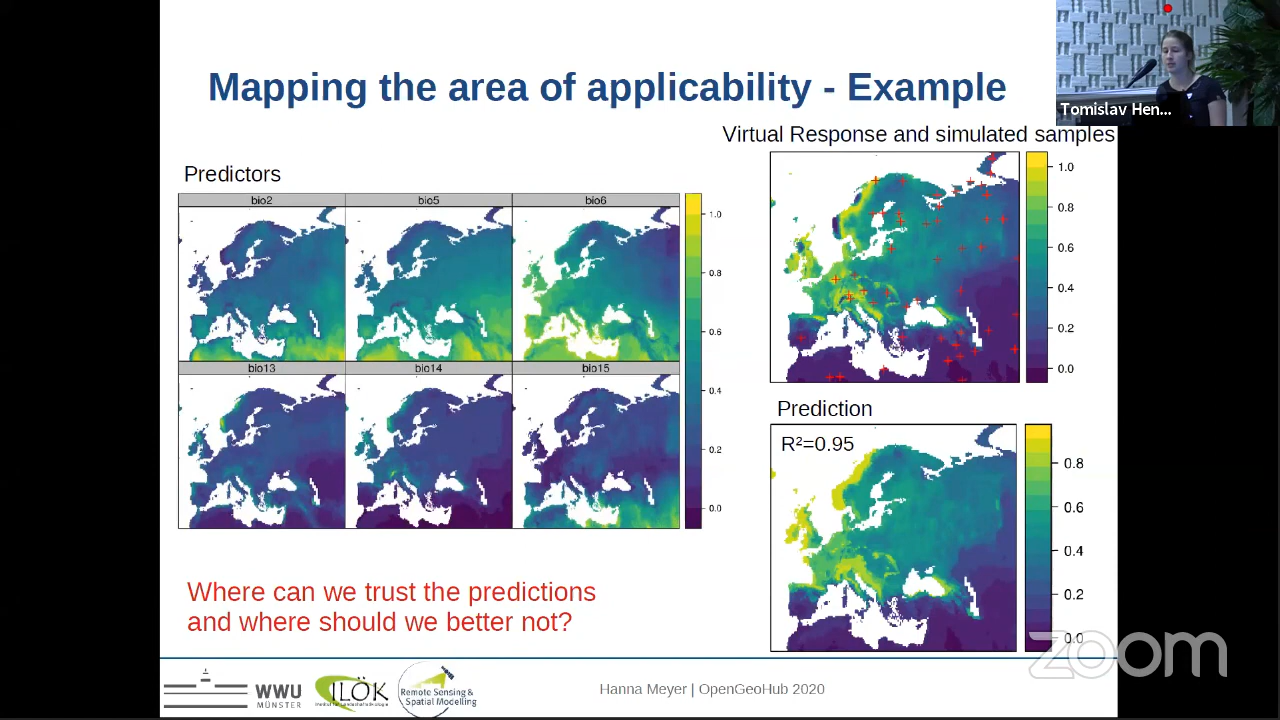 Mapping the area of applicability - Example
Tomislav Hen...
Virtual Response and simulated samples
Predictors
bio2 bio5 bio6
1.0
0.8
0.6
0.4
0.2
0.0
bio13 bio14 bio15
1.0
0.8
0.6
0.4
0.2
0.0
Prediction
R²=0.95
0.8
0.6
0.4
0.2
0.0
Where can we trust the predictions
and where should we better not?
zoom
WWU
MÜNSTER
ILÖK
Remote Sensing &
Spatial Modelling
Hanna Meyer | OpenGeoHub 2020